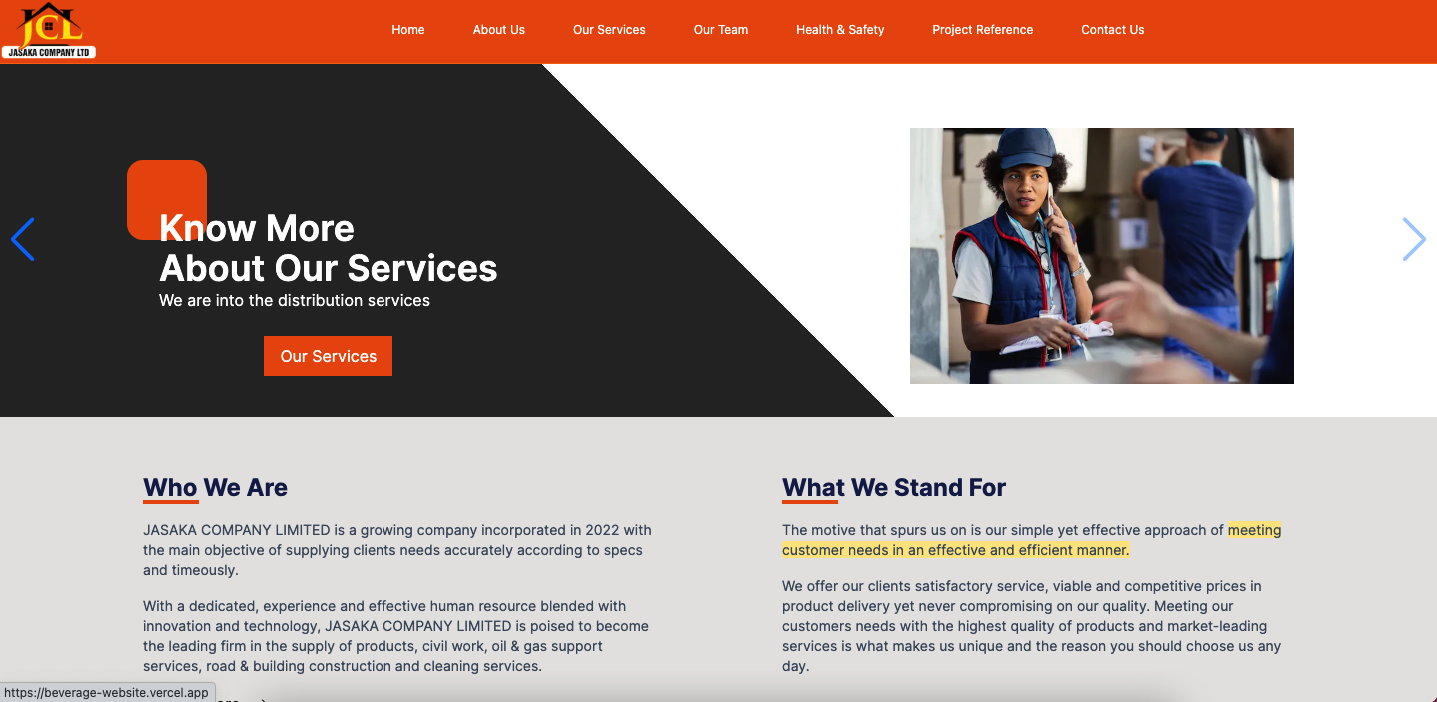 JCL
JASAKA COMPANY LTD
Home
About Us
Our Services
Our Team
Health & Safety
Project Reference
Contact Us
Know More
About Our Services
We are into the distribution services
Our Services
Who We Are
JASAKA COMPANY LIMITED is a growing company incorporated in 2022 with
the main objective of supplying clients needs accurately according to specs
and timeously.
With a dedicated, experience and effective human resource blended with
innovation and technology, JASAKA COMPANY LIMITED is poised to become
the leading firm in the supply of products, civil work, oil & gas support
services, road & building construction and cleaning services.
What We Stand For
The motive that spurs us on is our simple yet effective approach of meeting
customer needs in an effective and efficient manner.
We offer our clients satisfactory service, viable and competitive prices in
product delivery yet never compromising on our quality. Meeting our
customers needs with the highest quality of products and market-leading
services is what makes us unique and the reason you should choose us any
day.
https://beverage-website.vercel.app